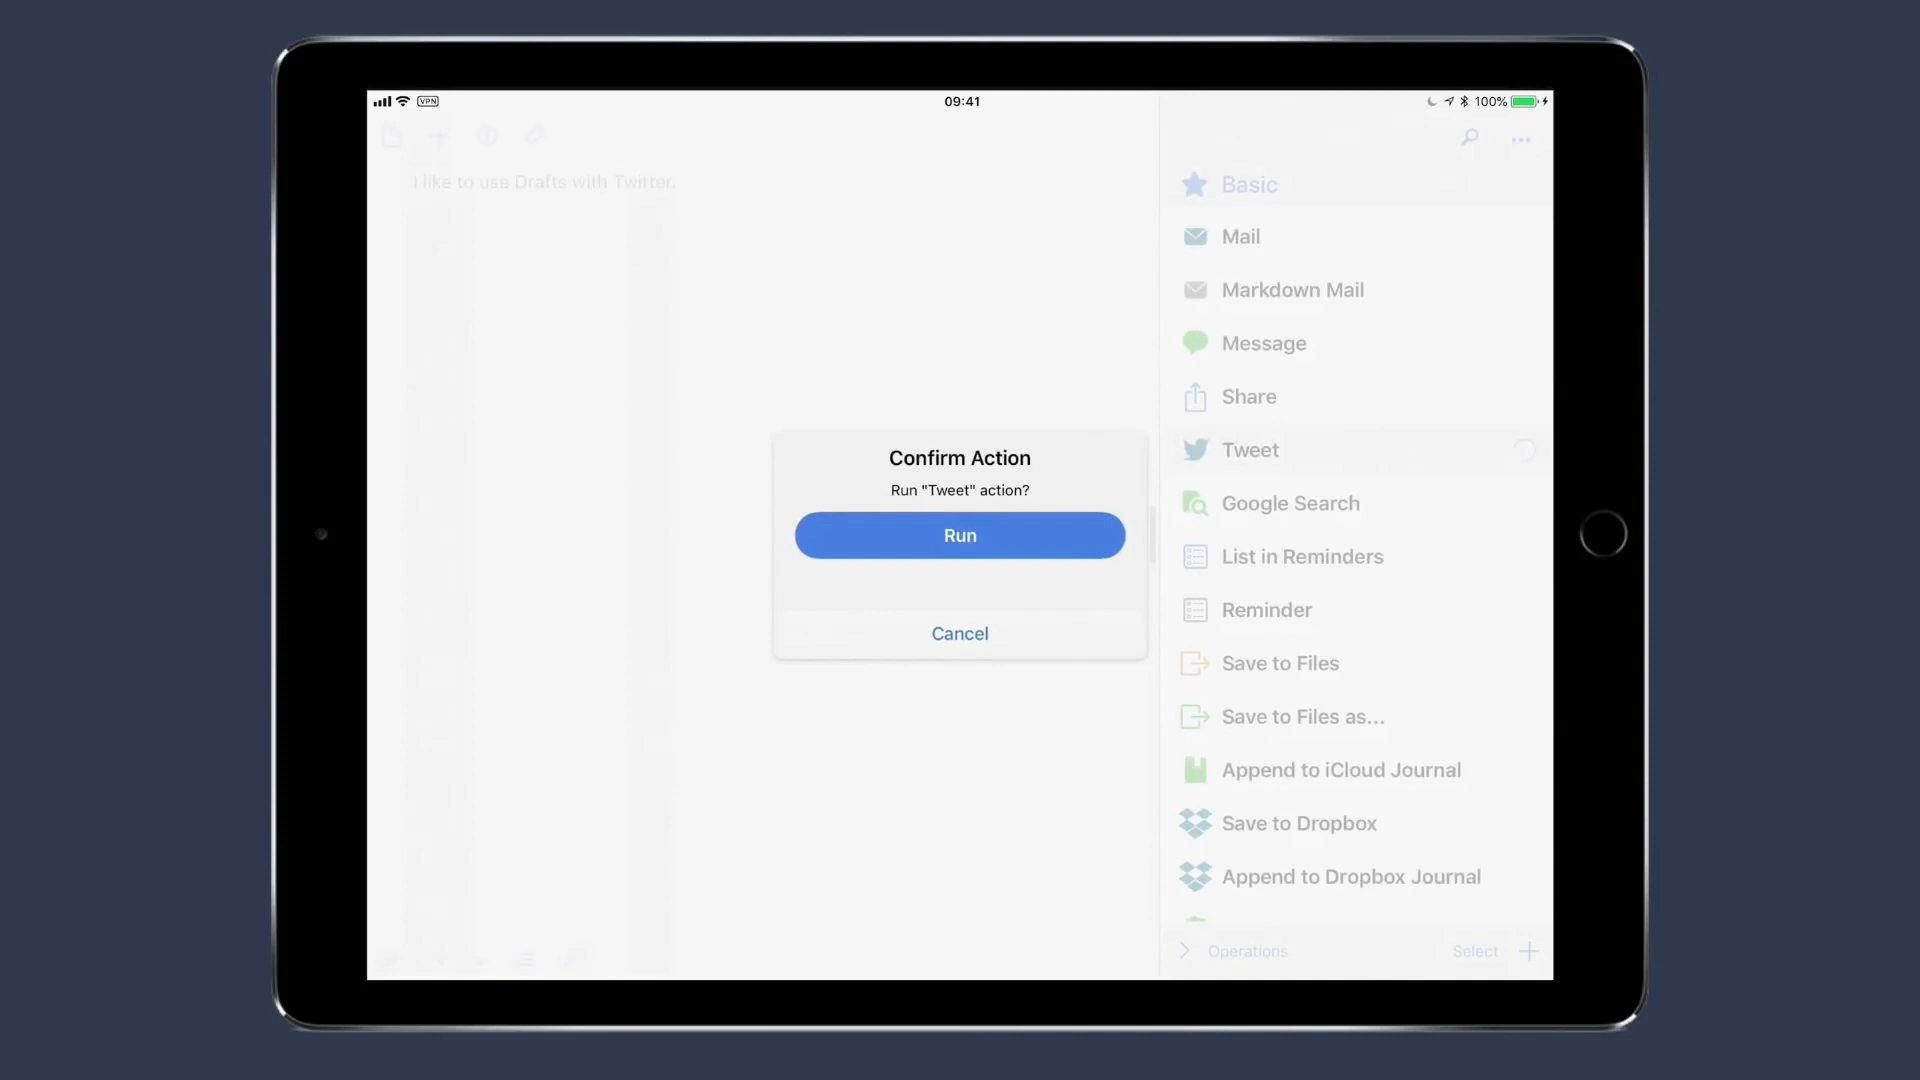 VPN
09:41
100%
I like to use Drafts with Twitter.
Basic
Mail
Markdown Mail
Message
Share
Tweet
Google Search
List in Reminders
Reminder
Save to Files
Save to Files as...
Append to iCloud Journal
Save to Dropbox
Append to Dropbox Journal
Operations
Select
Confirm Action
Run "Tweet" action?
Run
Cancel